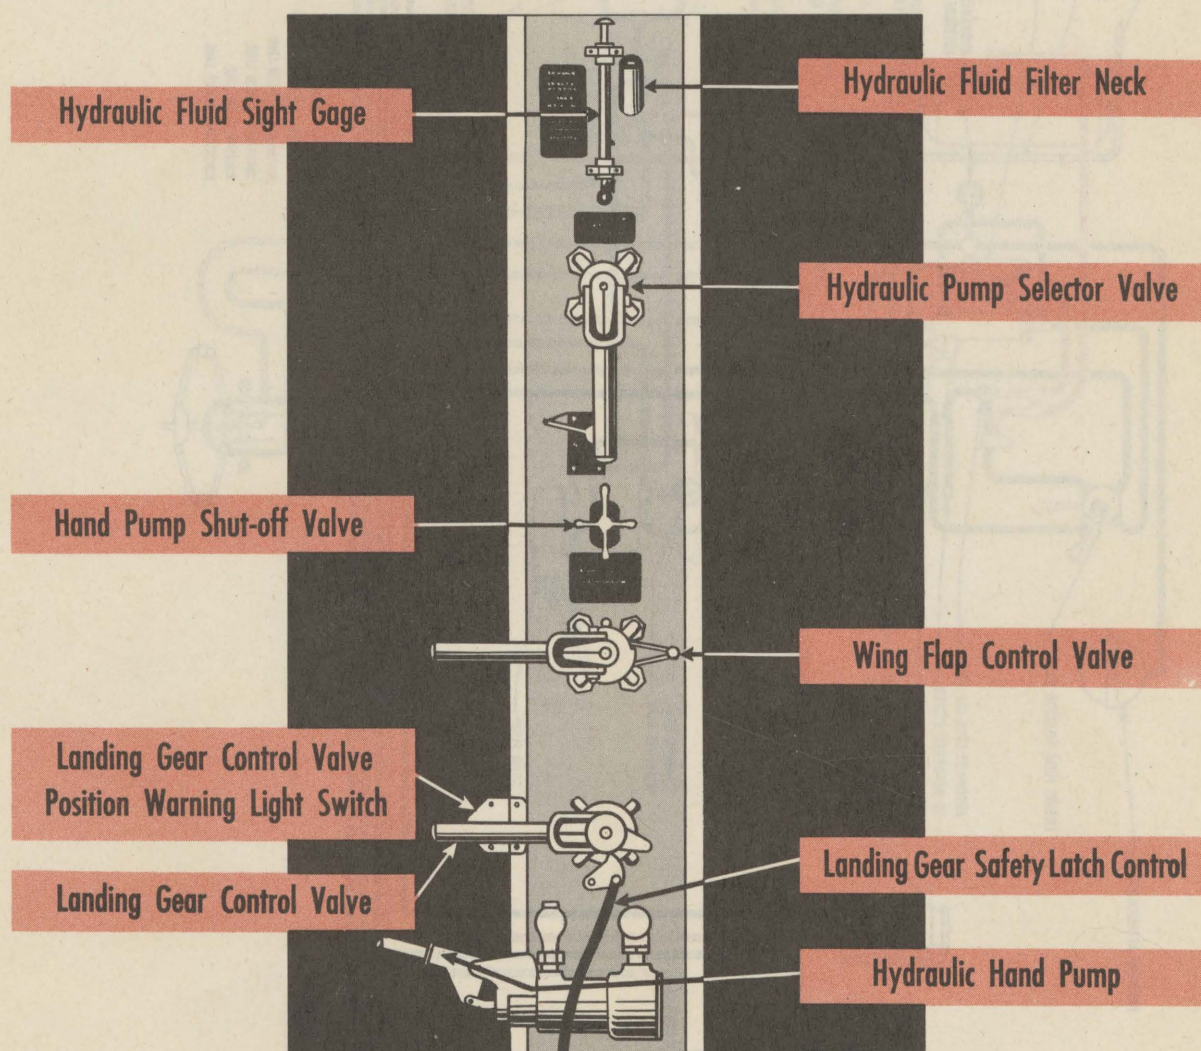 Hydraulic Fluid Sight Gage
Hydraulic Fluid Filter Neck
Hydraulic Pump Selector Valve
Hand Pump Shut-off Valve
Wing Flap Control Valve
Landing Gear Control Valve
Position Warning Light Switch
Landing Gear Control Valve
Landing Gear Safety Latch Control
Hydraulic Hand Pump